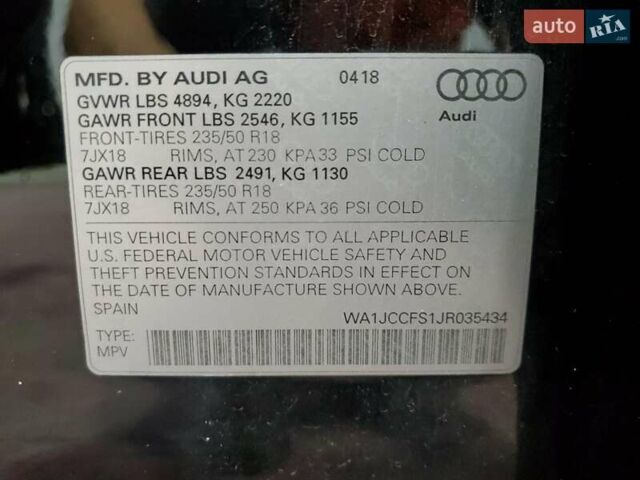 auto RIA.com
MFD. BY AUDI AG 0418
GVWR LBS 4894, KG 2220
GAWR FRONT LBS 2546, KG 1155
FRONT-TIRES 235/50 R18
7JX18 RIMS, AT 230 KPA 33 PSI COLD
GAWR REAR LBS 2491, KG 1130
REAR-TIRES 235/50 R18
7JX18 RIMS, AT 250 KPA 36 PSI COLD
Audi
THIS VEHICLE CONFORMS TO ALL APPLICABLE
U.S. FEDERAL MOTOR VEHICLE SAFETY AND
THEFT PREVENTION STANDARDS IN EFFECT ON
THE DATE OF MANUFACTURE SHOWN ABOVE.
SPAIN
WA1JCCFS1JR035434
TYPE:
MPV